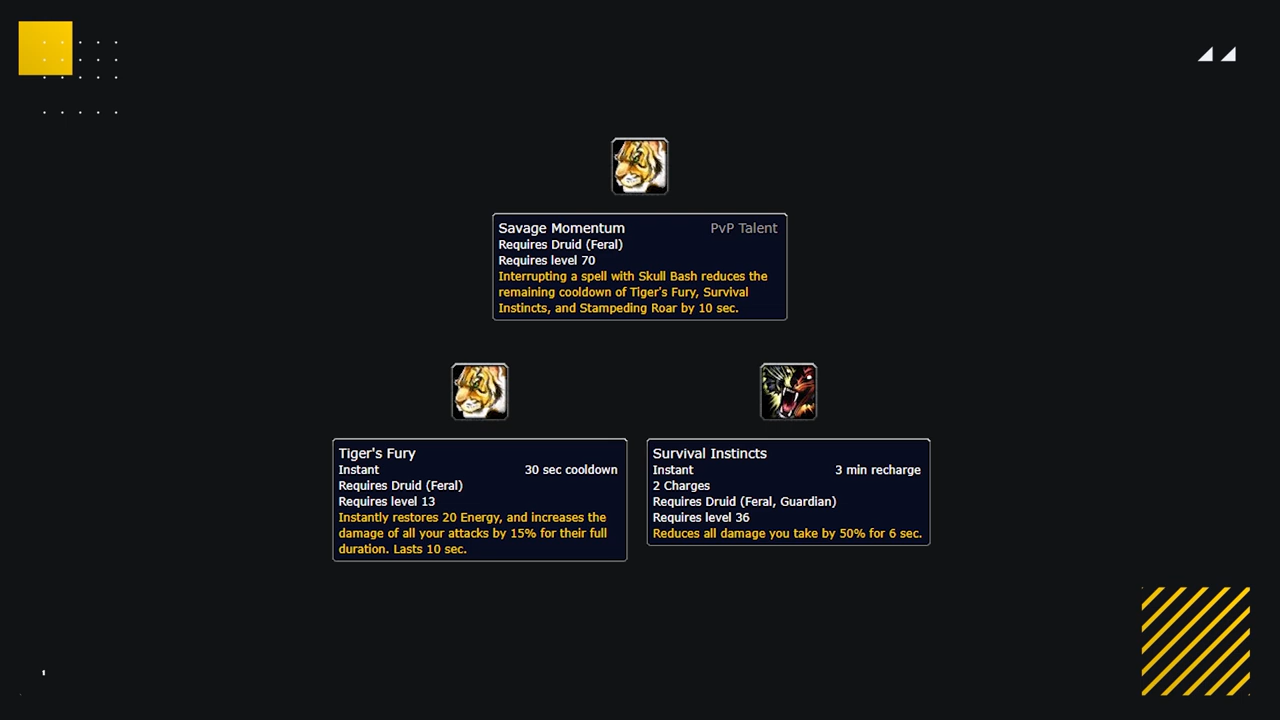 Savage Momentum PvP Talent
Requires Druid (Feral)
Requires level 70
Interrupting a spell with Skull Bash reduces the
remaining cooldown of Tiger's Fury, Survival
Instincts, and Stampeding Roar by 10 sec.
Tiger's Fury
Instant 30 sec cooldown
Requires Druid (Feral)
Requires level 13
Instantly restores 20 Energy, and increases the
damage of all your attacks by 15% for their full
duration. Lasts 10 sec.
Survival Instincts
Instant 3 min recharge
2 Charges
Requires Druid (Feral, Guardian)
Requires level 36
Reduces all damage you take by 50% for 6 sec.